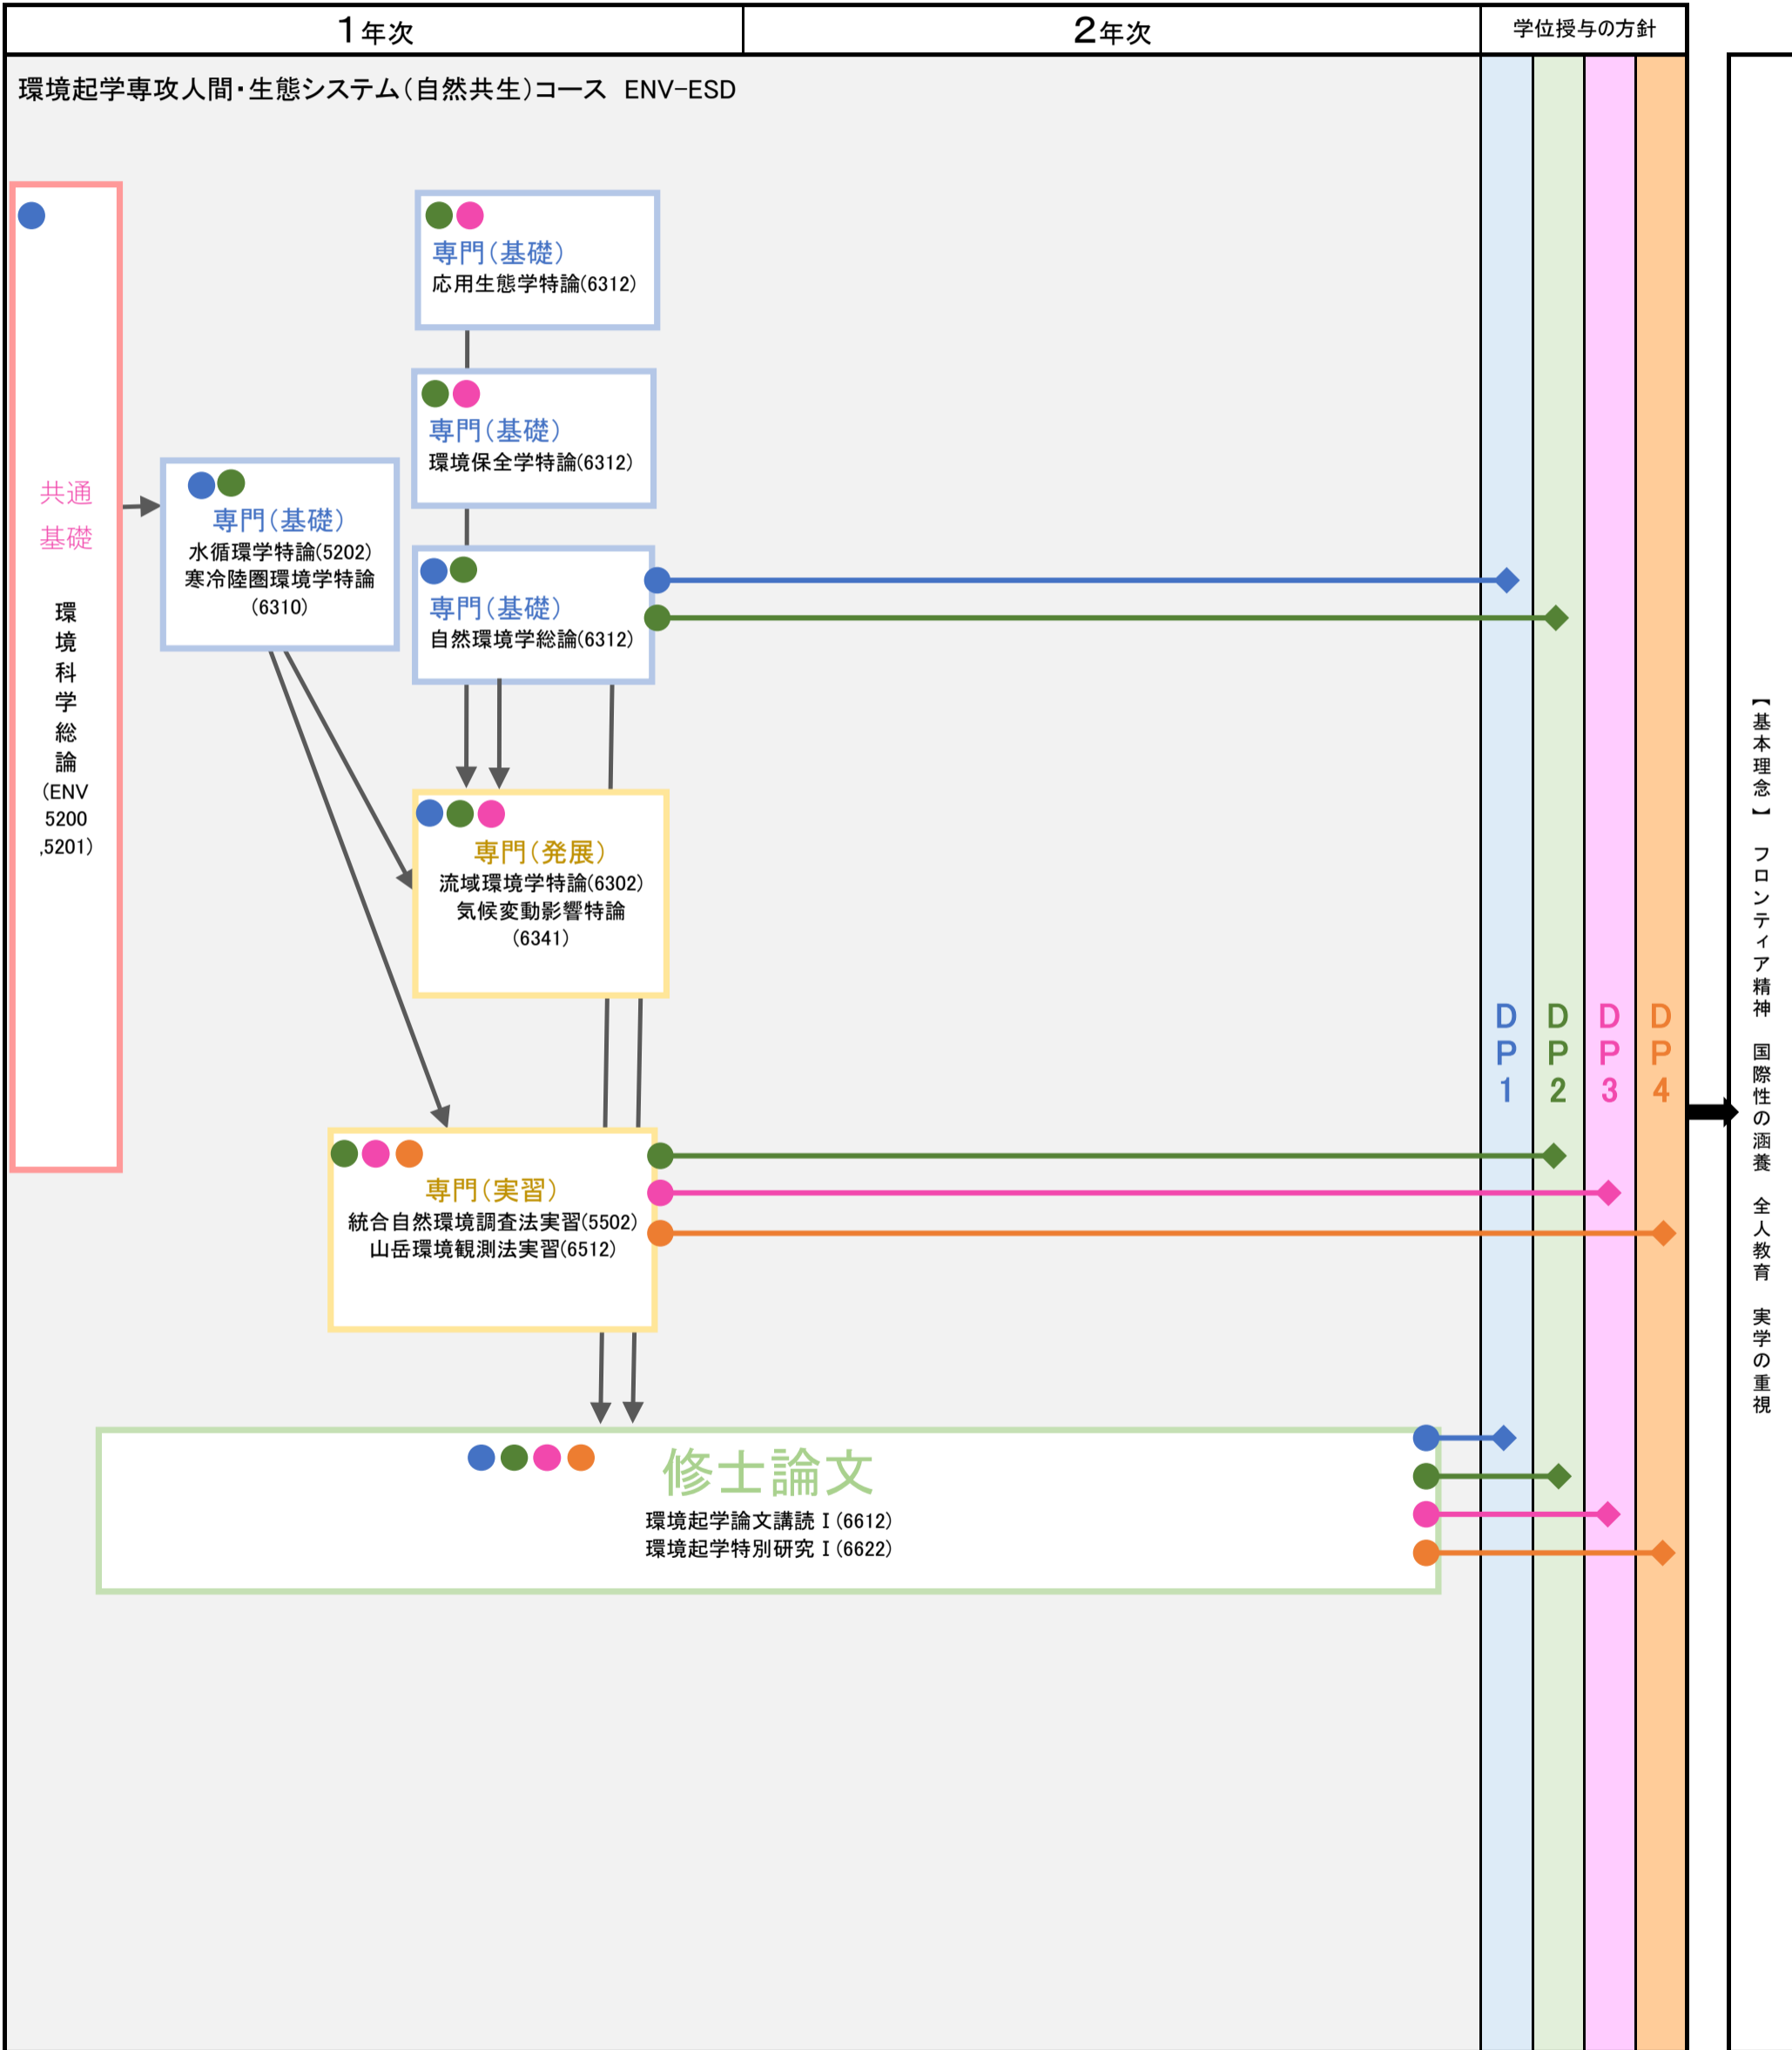 1年次
2年次
学位授与の方針
環境起学専攻人間・生態システム（自然共生）コース ENV-ESD
共通
基礎
環境科学総論
(ENV
5200
,5201)
専門（基礎）
水循環学特論(5202)
寒冷陸圏環境学特論
(6310)
専門（基礎）
応用生態学特論(6312)
専門（基礎）
環境保全学特論(6312)
専門（基礎）
自然環境学総論(6312)
専門（発展）
流域環境学特論(6302)
気候変動影響特論
(6341)
専門（実習）
統合自然環境調査法実習(5502)
山岳環境観測法実習(6512)
修士論文
環境起学論文講読Ⅰ(6612)
環境起学特別研究Ⅰ(6622)
DP1
DP2
DP3
DP4
【基本理念】 フロンティア精神 国際性の涵養 全人教育 実学の重視